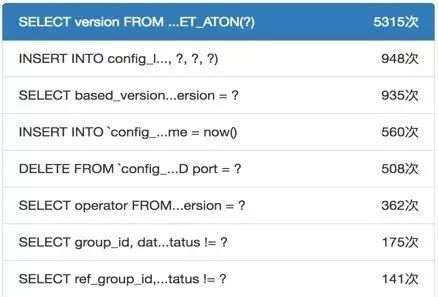 SELECT version FROM ...ET_ATON(?) 5315次
INSERT INTO config_l..., ?, ?, ?) 948次
SELECT based_version...ersion = ? 935次
INSERT INTO `config_...me = now() 560次
DELETE FROM `config_...D port = ? 508次
SELECT operator FROM...ersion = ? 362次
SELECT group_id, dat...tatus != ? 175次
SELECT ref_group_id,...tatus != ? 141次